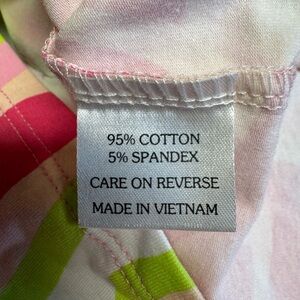 95% COTTON
5% SPANDEX
CARE ON REVERSE
MADE IN VIETNAM